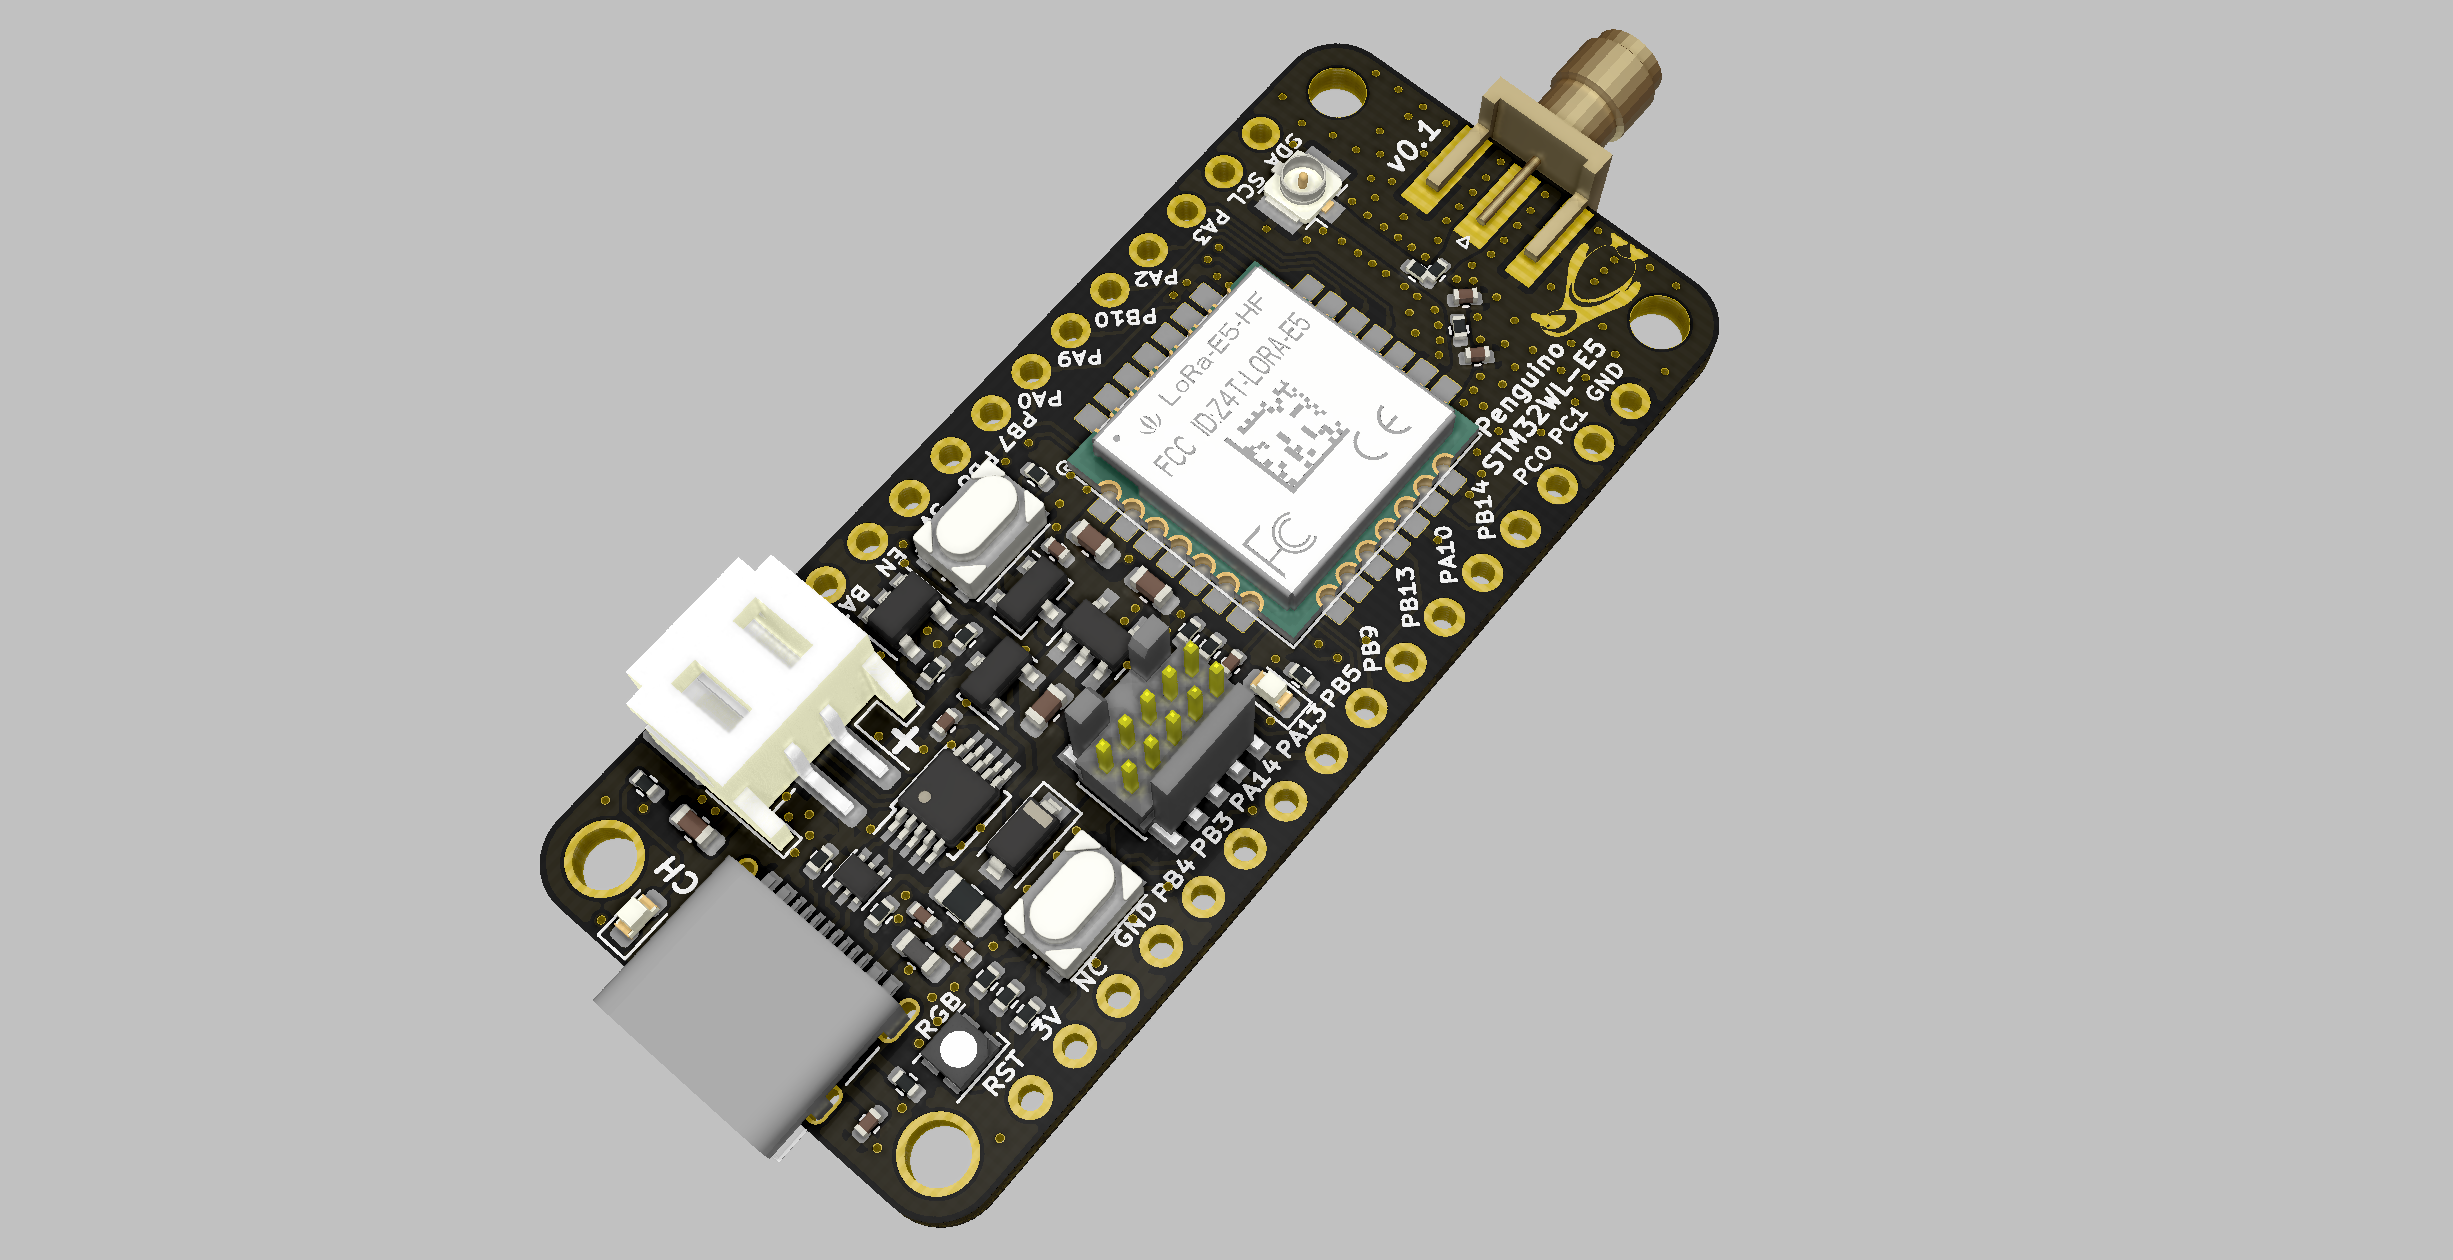 v0.1
SDA
SCL
PA3
PA2
PB10
PA9
PA0
PB7
EN
LoRa-E5-HF
FCC ID:Z4T-LORA-E5
CE
FC
Penguino
STM32WL-E5
GND
PC1
PC0
PB14
PA10
PB13
PB9
PB5
PA13
PA14
PB3
PB4
GND
NC
3V
RST
RGB
CH
+